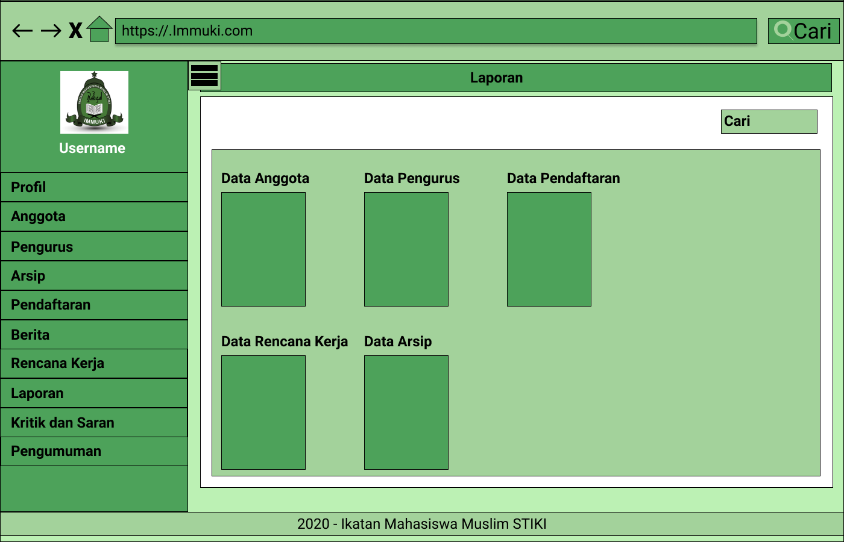 X
https://.Immuki.com
Cari
Laporan
IMMUKI
Username
Cari
Profil
Anggota
Pengurus
Arsip
Pendaftaran
Berita
Rencana Kerja
Laporan
Kritik dan Saran
Pengumuman
Data Anggota
Data Pengurus
Data Pendaftaran
Data Rencana Kerja
Data Arsip
2020 - Ikatan Mahasiswa Muslim STIKI